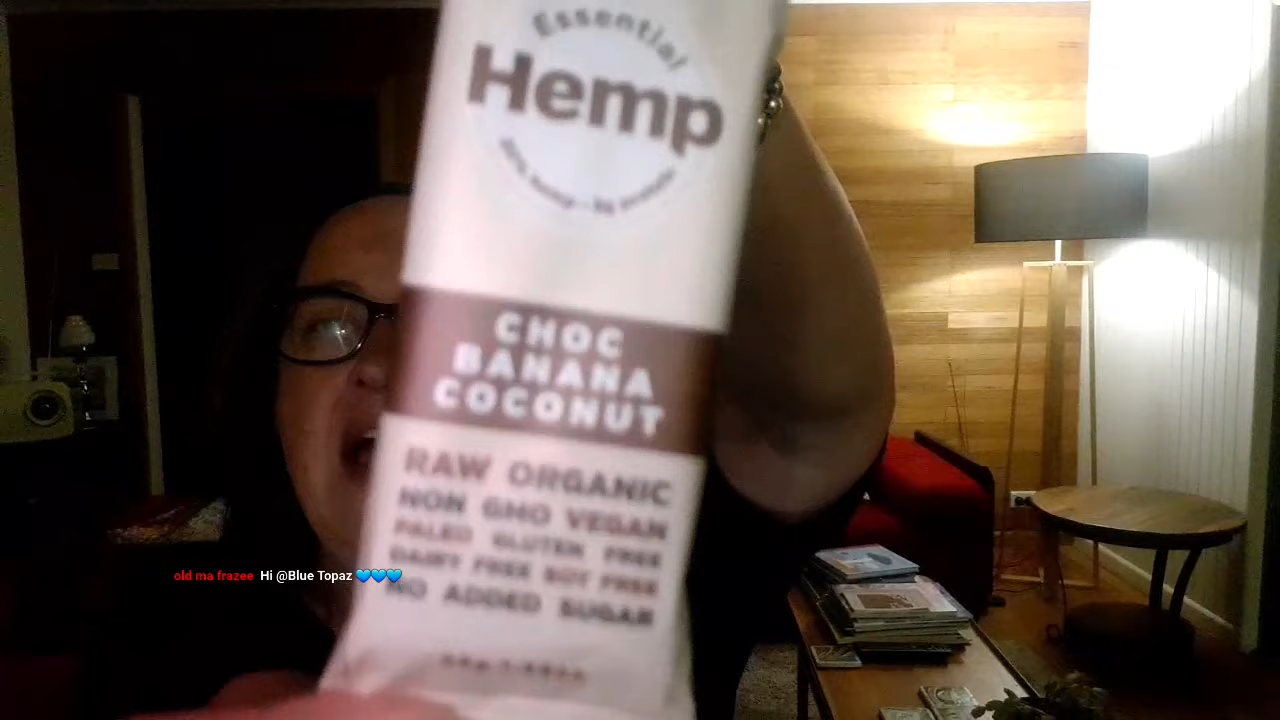 Essential
Hemp
CHOC
BANANA
COCONUT
RAW ORGANIC
NON GMO VEGAN
PALEO GLUTEN FREE
DAIRY FREE SOY FREE
NO ADDED SUGAR
old ma frazee Hi @Blue Topaz 💙💙💙